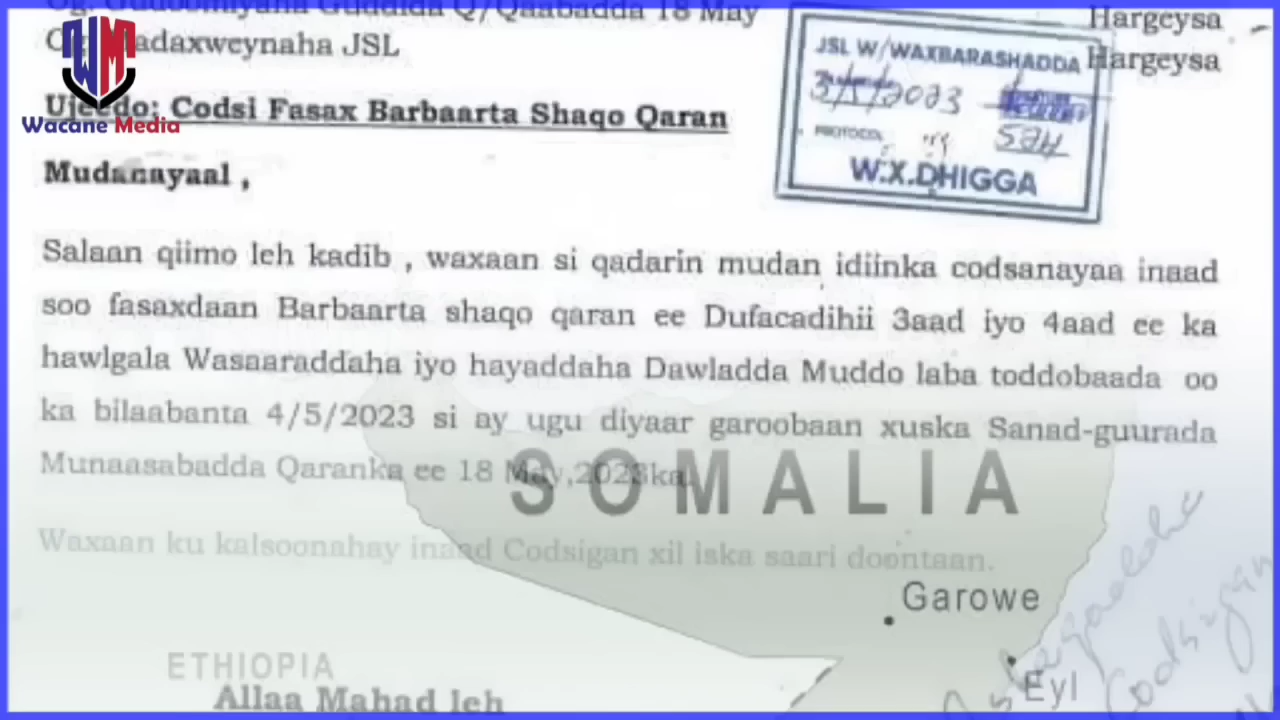 Og. Guddoomiyaha Guddida Q/Qaabadda 18 May Hargeysa
Madaxweynaha JSL Hargeysa
WM
Wacane Media
Ujeedo: Codsi Fasax Barbaarta Shaqo Qaran
JSL W/WAXBARASHADDA
3/5/2023
PROTOCOL
W.X.DHIGGA
Mudanayaal ,
Salaan qiimo leh kadib , waxaan si qadarin mudan idiinka codsanayaa inaad
soo fasaxdaan Barbaarta shaqo qaran ee Dufacadihii 3aad iyo 4aad ee ka
hawlgala Wasaaraddaha iyo hayaddaha Dawladda Muddo laba toddobaada oo
ka bilaabanta 4/5/2023 si ay ugu diyaar garoobaan xuska Sanad-guurada
Munaasabadda Qaranka ee 18 May,2023ka.
SOMALIA
Waxaan ku kalsoonahay inaad Codsigan xil iska saari doontaan.
Garowe
ETHIOPIA
Eyl
Codsigan
Allaa Mahad leh